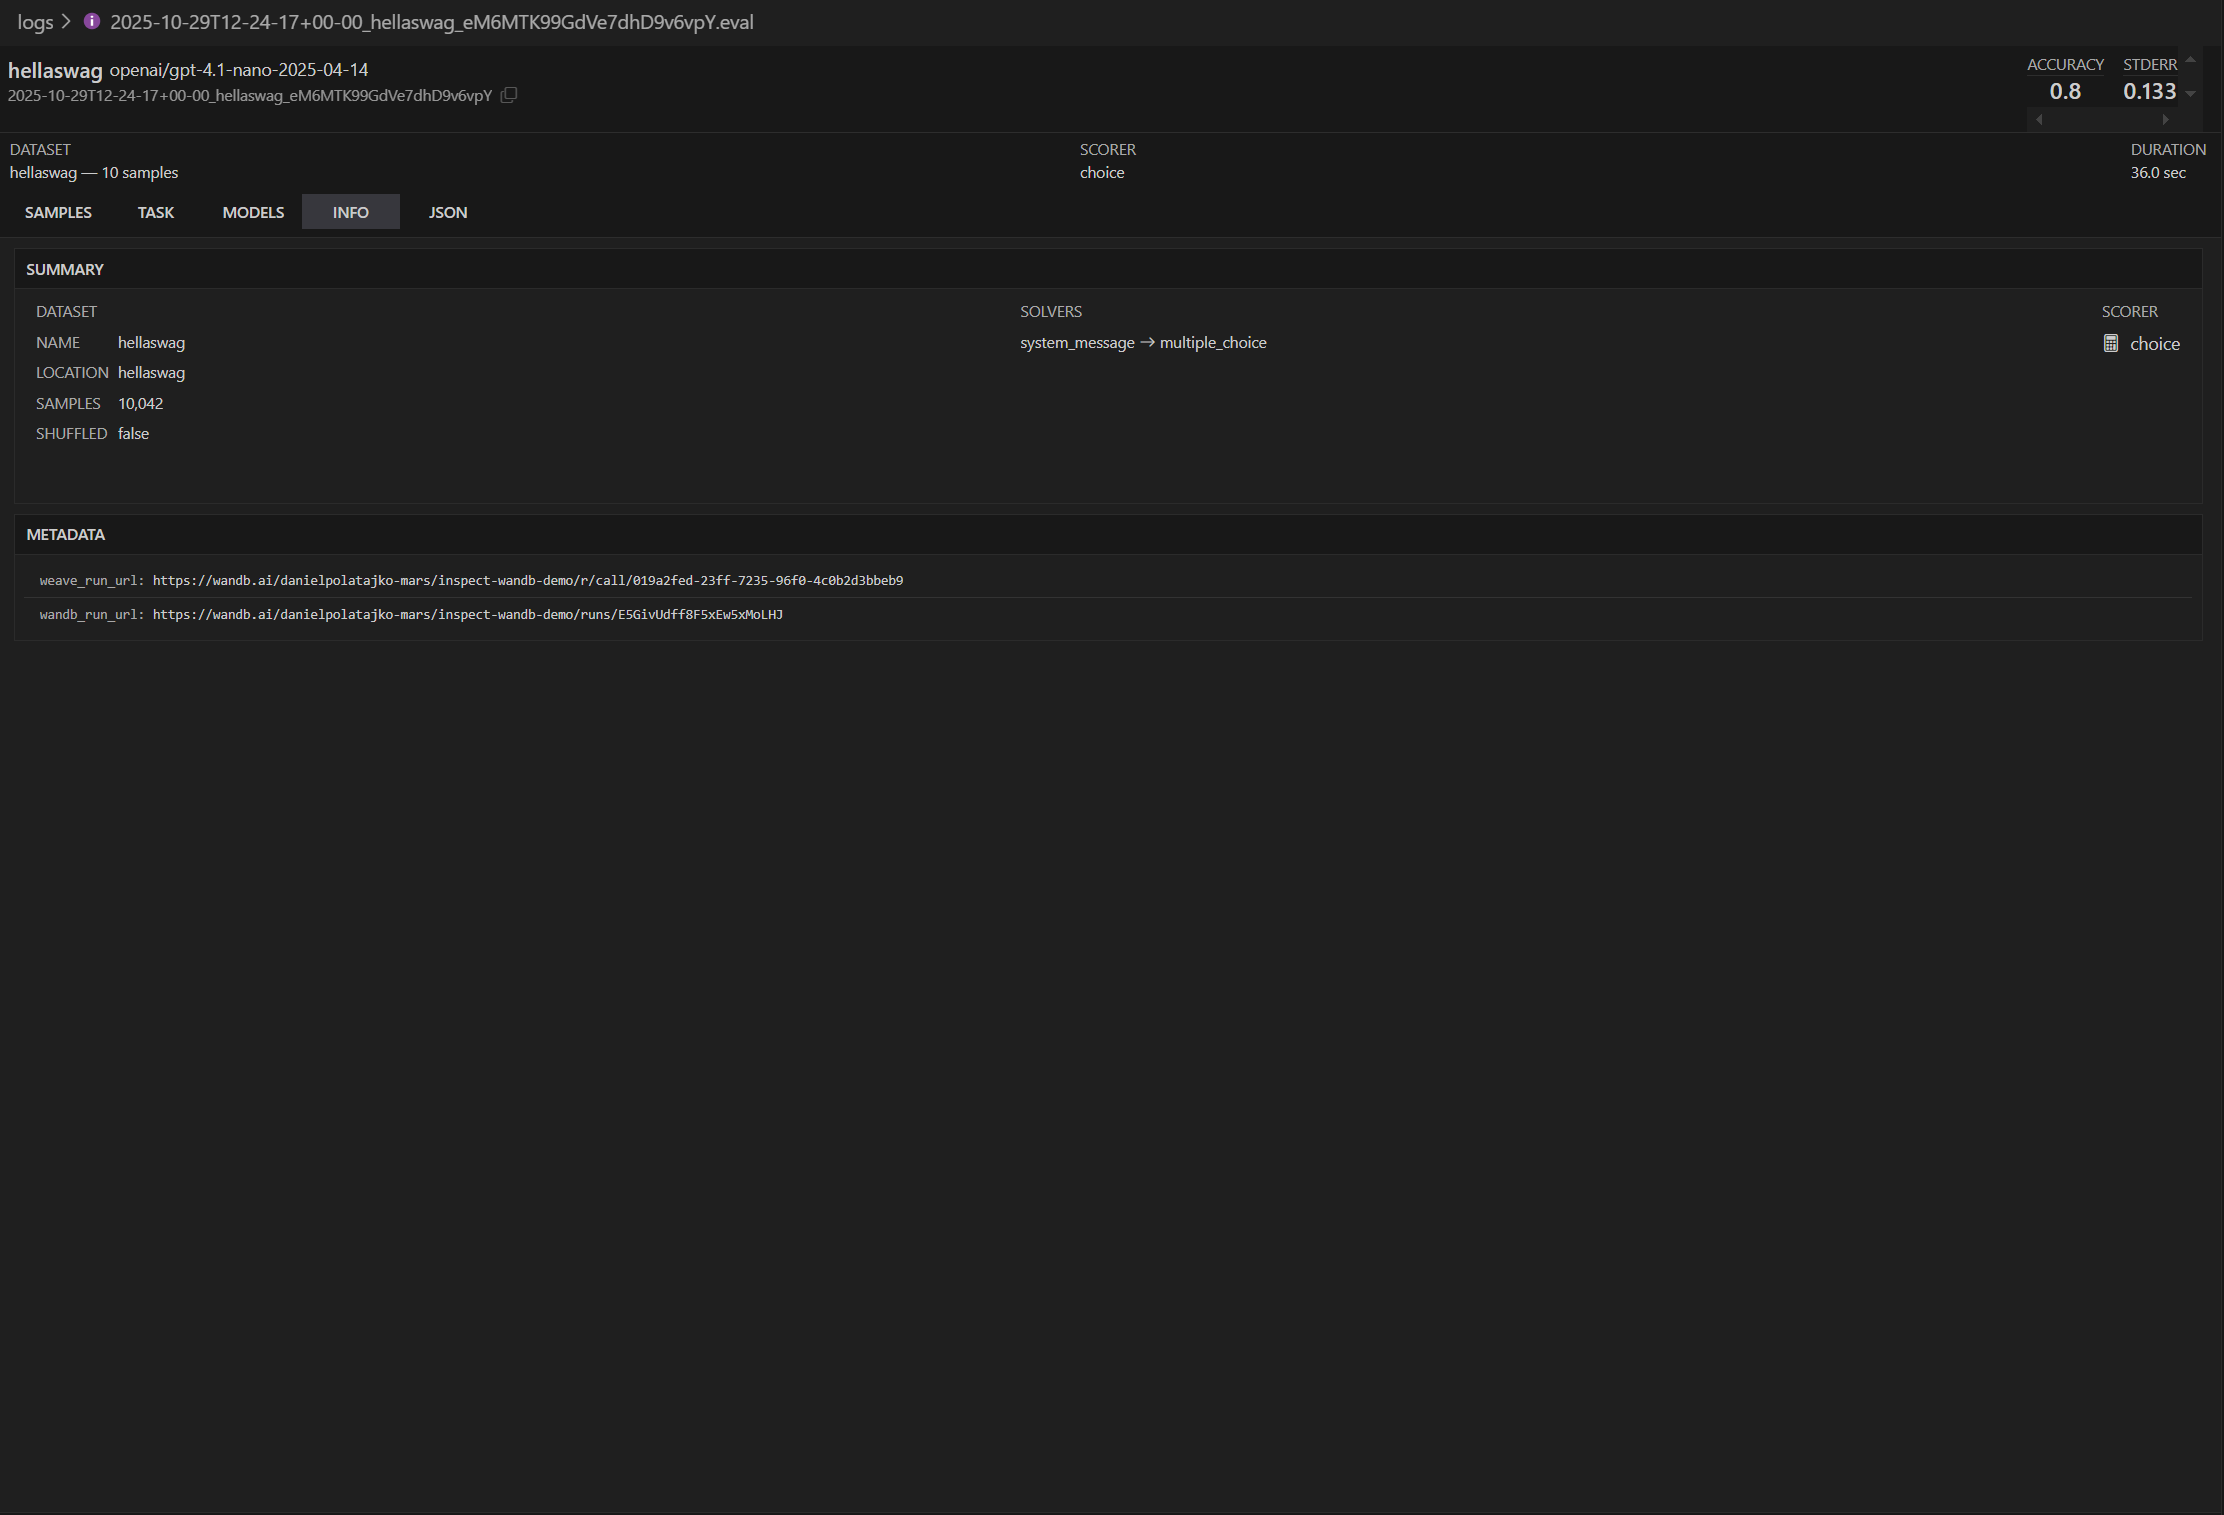 logs > 2025-10-29T12-24-17+00-00_hellaswag_eM6MTK99GdVe7dhD9v6vpY.eval
hellaswag openai/gpt-4.1-nano-2025-04-14
2025-10-29T12-24-17+00-00_hellaswag_eM6MTK99GdVe7dhD9v6vpY
ACCURACY STDERR
0.8 0.133
DATASET SCORER DURATION
hellaswag — 10 samples choice 36.0 sec
SAMPLES TASK MODELS INFO JSON
SUMMARY
DATASET SOLVERS SCORER
NAME hellaswag system_message → multiple_choice choice
LOCATION hellaswag
SAMPLES 10,042
SHUFFLED false
METADATA
weave_run_url: https://wandb.ai/danielpolatajko-mars/inspect-wandb-demo/r/call/019a2fed-23ff-7235-96f0-4c0b2d3bbeb9
wandb_run_url: https://wandb.ai/danielpolatajko-mars/inspect-wandb-demo/runs/E5GivUdff8F5xEw5xMoLHJ